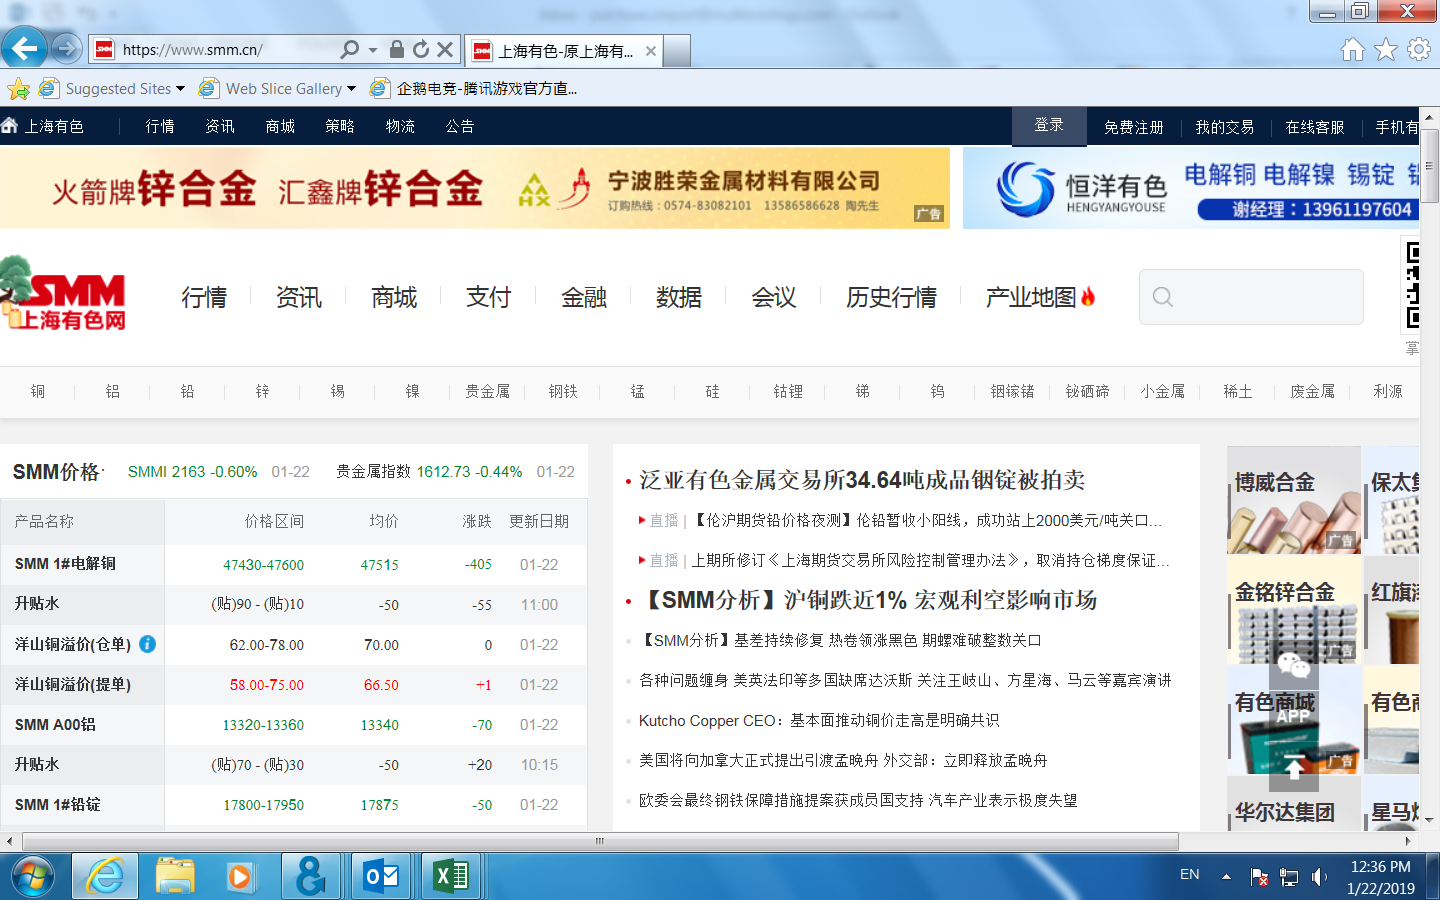 https://www.smm.cn/
SMM
上海有色-原上海有...
Suggested Sites
Web Slice Gallery
企鹅电竞-腾讯游戏官方直...
上海有色
行情
资讯
商城
策略
物流
公告
登录
免费注册
我的交易
在线客服
手机有
火箭牌锌合金 汇鑫牌锌合金
HX
宁波胜荣金属材料有限公司
订购热线：0574-83082101 13586586628 陶先生
广告
恒洋有色
HENGYANGYOUSE
电解铜 电解镍 锡锭
谢经理：13961197604
SMM
上海有色网
行情
资讯
商城
支付
金融
数据
会议
历史行情
产业地图
掌
铜
铝
铅
锌
锡
镍
贵金属
钢铁
锰
硅
钴锂
锑
钨
铟镓锗
铋硒碲
小金属
稀土
废金属
利源
SMM价格
SMMI 2163 -0.60% 01-22
贵金属指数 1612.73 -0.44% 01-22
产品名称 价格区间 均价 涨跌 更新日期
SMM 1#电解铜 47430-47600 47515 -405 01-22
升贴水 (贴)90 - (贴)10 -50 -55 11:00
洋山铜溢价(仓单) 62.00-78.00 70.00 0 01-22
洋山铜溢价(提单) 58.00-75.00 66.50 +1 01-22
SMM A00铝 13320-13360 13340 -70 01-22
升贴水 (贴)70 - (贴)30 -50 +20 10:15
SMM 1#铅锭 17800-17950 17875 -50 01-22
泛亚有色金属交易所34.64吨成品铟锭被拍卖
直播 | 【伦沪期货铅价格夜测】伦铅暂收小阳线，成功站上2000美元/吨关口...
直播 | 上期所修订《上海期货交易所风险控制管理办法》，取消持仓梯度保证...
【SMM分析】沪铜跌近1% 宏观利空影响市场
【SMM分析】基差持续修复 热卷领涨黑色 期螺难破整数关口
各种问题缠身 美英法印等多国缺席达沃斯 关注王岐山、方星海、马云等嘉宾演讲
Kutcho Copper CEO：基本面推动铜价走高是明确共识
美国将向加拿大正式提出引渡孟晚舟 外交部：立即释放孟晚舟
欧委会最终钢铁保障措施提案获成员国支持 汽车产业表示极度失望
博威合金
广告
保太集
金铭锌合金
广告
红旗漆
有色商城
广告
有色商
APP
华尔达集团
星马炉
EN
12:36 PM
1/22/2019